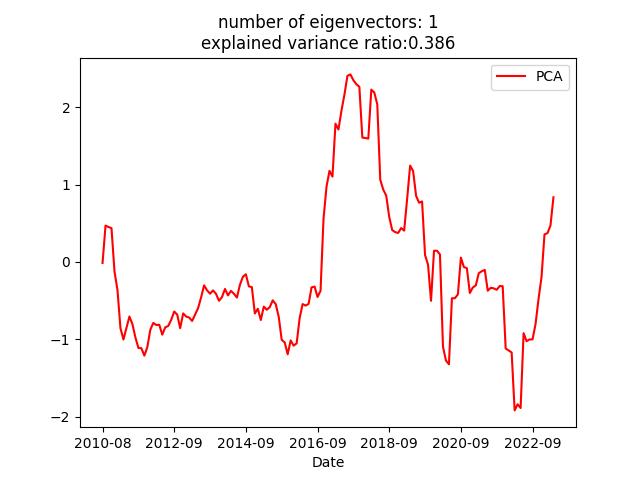 number of eigenvectors: 1
explained variance ratio:0.386
PCA
2
1
0
−1
−2
2010-08 2012-09 2014-09 2016-09 2018-09 2020-09 2022-09
Date